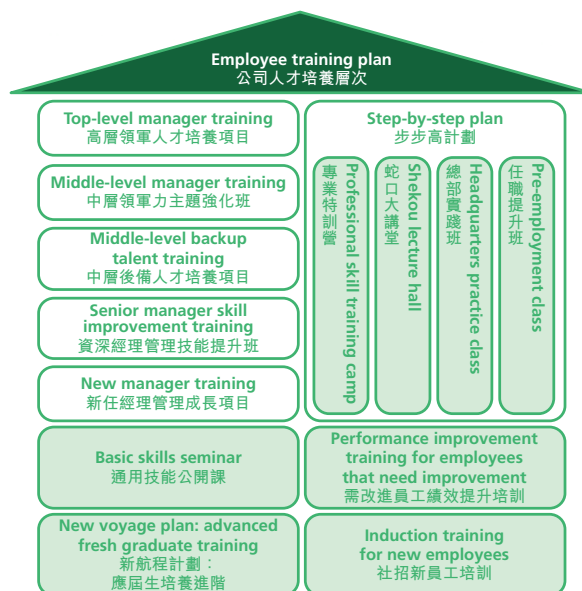 Employee training plan
公司人才培養層次
Top-level manager training
高層領軍人才培養項目
Middle-level manager training
中層領軍力主題強化班
Middle-level backup
talent training
中層後備人才培養項目
Senior manager skill
improvement training
資深經理管理技能提升班
New manager training
新任經理管理成長項目
Step-by-step plan
步步高計劃
Professional skill training camp
專業特訓營
Shekou lecture hall
蛇口大講堂
Headquarters practice class
總部實踐班
Pre-employment class
任職提升班
Basic skills seminar
通用技能公開課
Performance improvement
training for employees
that need improvement
需改進員工績效提升培訓
New voyage plan: advanced
fresh graduate training
新航程計劃：
應屆生培養進階
Induction training
for new employees
社招新員工培訓